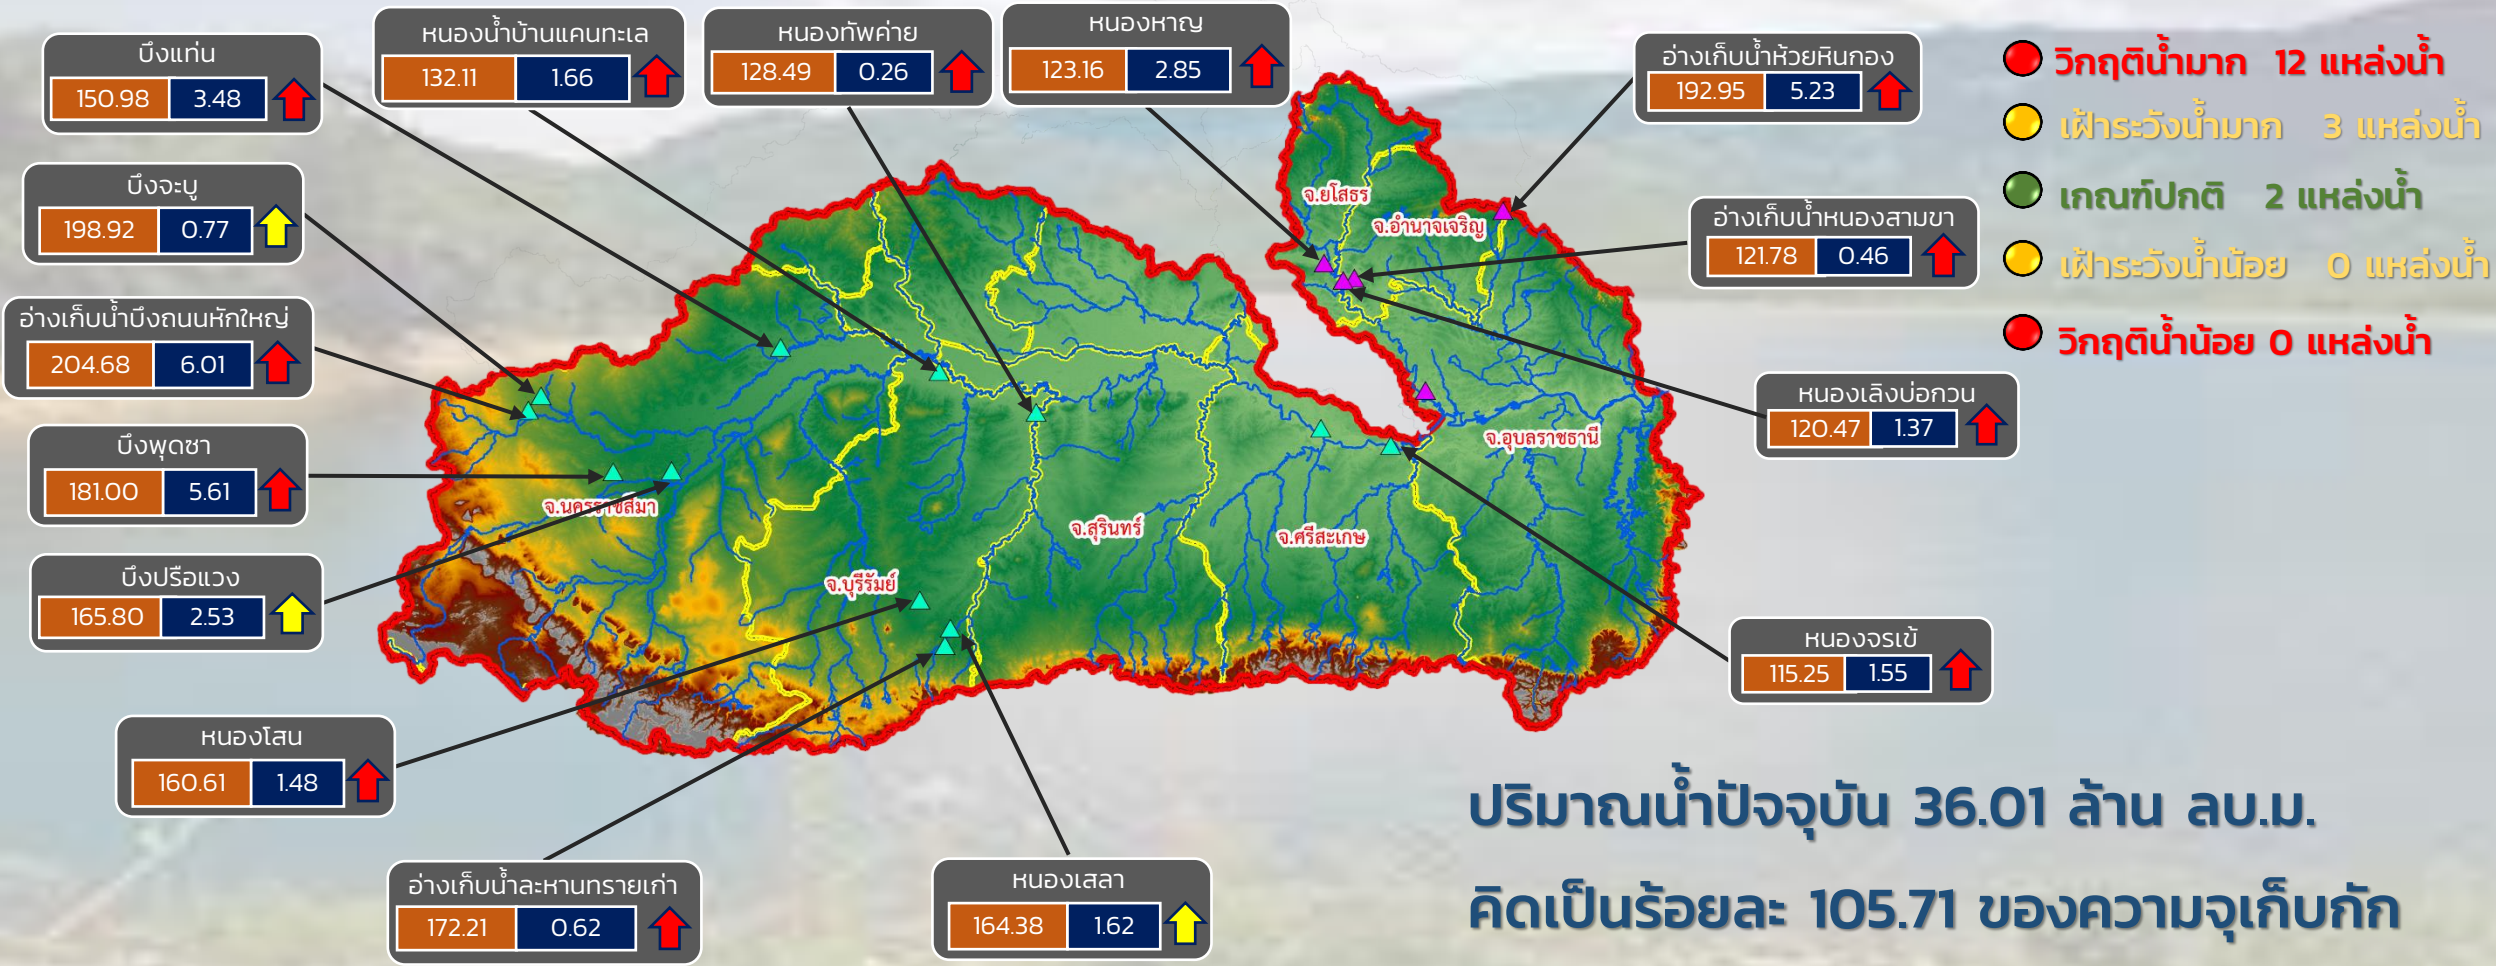 บึงแท่น
150.98 3.48
หนองน้ำบ้านแคนทะเล
132.11 1.66
หนองทัพค่าย
128.49 0.26
หนองหาญ
123.16 2.85
อ่างเก็บน้ำห้วยหินกอง
192.95 5.23
วิกฤติน้ำมาก 12 แหล่งน้ำ
เฝ้าระวังน้ำมาก 3 แหล่งน้ำ
เกณฑ์ปกติ 2 แหล่งน้ำ
เฝ้าระวังน้ำน้อย 0 แหล่งน้ำ
วิกฤติน้ำน้อย 0 แหล่งน้ำ
บึงจะบู
198.92 0.77
อ่างเก็บน้ำหนองสามขา
121.78 0.46
อ่างเก็บน้ำบึงถนนหักใหญ่
204.68 6.01
หนองเลิงบ่อกวน
120.47 1.37
บึงพุดซา
181.00 5.61
บึงปรือแวง
165.80 2.53
จ.ยโสธร
จ.อำนาจเจริญ
จ.อุบลราชธานี
จ.นครราชสีมา
จ.สุรินทร์
จ.ศรีสะเกษ
จ.บุรีรัมย์
หนองจรเข้
115.25 1.55
หนองโสน
160.61 1.48
อ่างเก็บน้ำละหานทรายเก่า
172.21 0.62
หนองเสลา
164.38 1.62
ปริมาณน้ำปัจจุบัน 36.01 ล้าน ลบ.ม.
คิดเป็นร้อยละ 105.71 ของความจุเก็บกัก